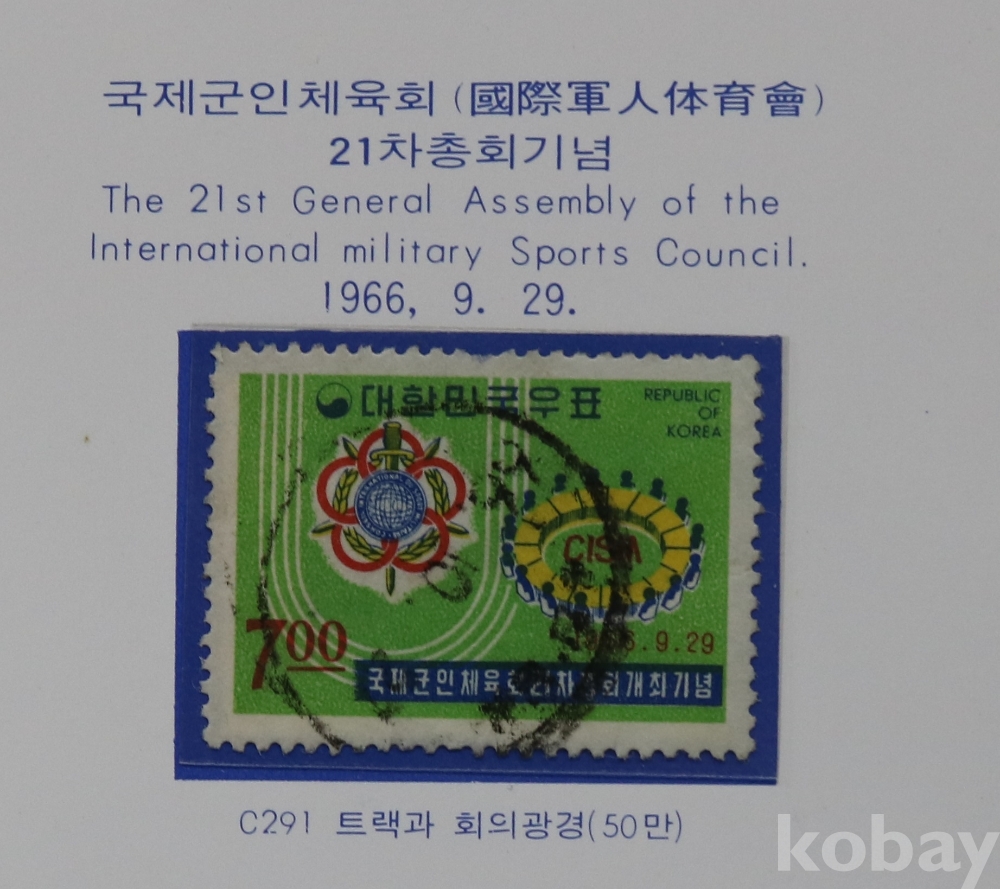 국제군인체육회 (國際軍人体育會)
21차총회기념
The 21st General Assembly of the
International military Sports Council.
1966, 9. 29.
대한민국우표
REPUBLIC
OF
KOREA
CISM
700
1966.9.29
국제군인체육회21차총회개최기념
C291 트랙과 회의광경(50만)
kobay